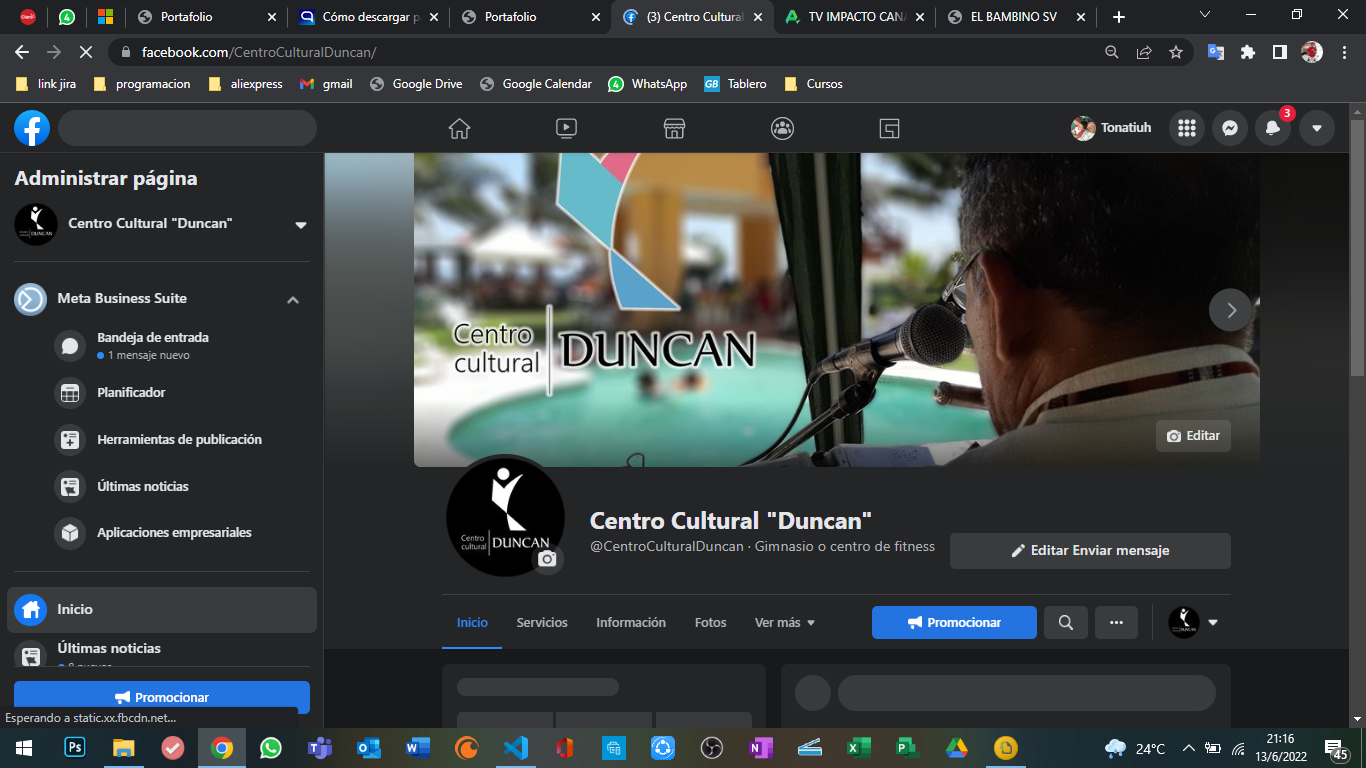 Portafolio
Cómo descargar p
Portafolio
(3) Centro Cultural
TV IMPACTO CANA
EL BAMBINO SV
facebook.com/CentroCulturalDuncan/
link jira
programacion
aliexpress
gmail
Google Drive
Google Calendar
4
WhatsApp
GB
Tablero
Cursos
Tonatiuh
3
Administrar página
Centro Cultural "Duncan"
Meta Business Suite
Bandeja de entrada
1 mensaje nuevo
Planificador
Herramientas de publicación
Últimas noticias
Aplicaciones empresariales
Inicio
Últimas noticias
Promocionar
Esperando a static.xx.fbcdn.net...
Centro
cultural
DUNCAN
Editar
Centro
cultural
DUNCAN
Centro Cultural "Duncan"
@CentroCulturalDuncan · Gimnasio o centro de fitness
Editar Enviar mensaje
Inicio
Servicios
Información
Fotos
Ver más
Promocionar
Ps
24°C
21:16
13/6/2022
45